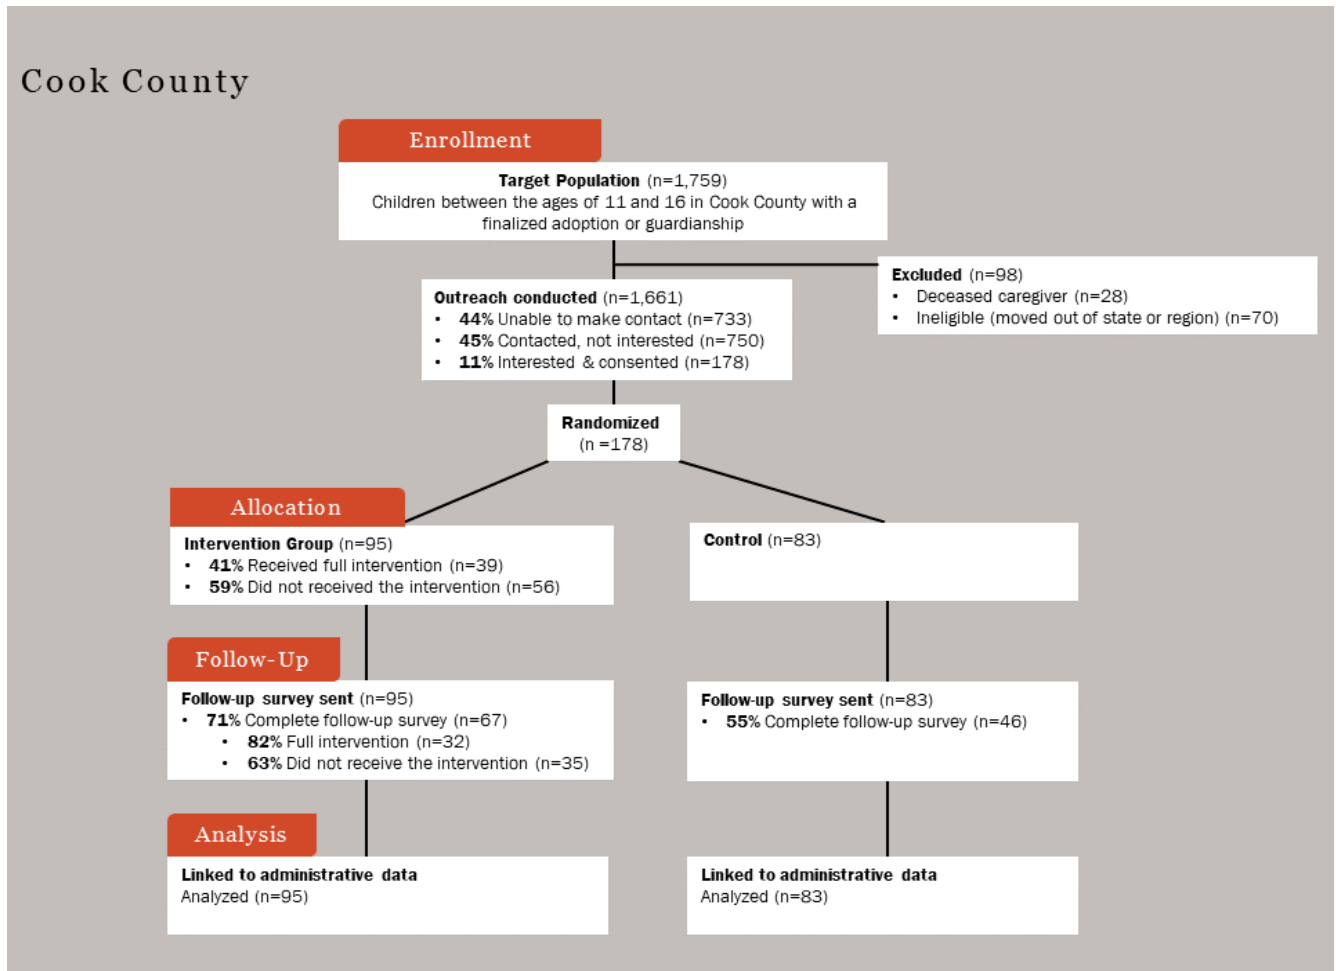 Cook County
Enrollment
Target Population (n=1,759)
Children between the ages of 11 and 16 in Cook County with a
finalized adoption or guardianship
Excluded (n=98)
• Deceased caregiver (n=28)
• Ineligible (moved out of state or region) (n=70)
Outreach conducted (n=1,661)
• 44% Unable to make contact (n=733)
• 45% Contacted, not interested (n=750)
• 11% Interested & consented (n=178)
Randomized
(n =178)
Allocation
Intervention Group (n=95)
• 41% Received full intervention (n=39)
• 59% Did not received the intervention (n=56)
Control (n=83)
Follow-Up
Follow-up survey sent (n=95)
• 71% Complete follow-up survey (n=67)
• 82% Full intervention (n=32)
• 63% Did not receive the intervention (n=35)
Follow-up survey sent (n=83)
• 55% Complete follow-up survey (n=46)
Analysis
Linked to administrative data
Analyzed (n=95)
Linked to administrative data
Analyzed (n=83)